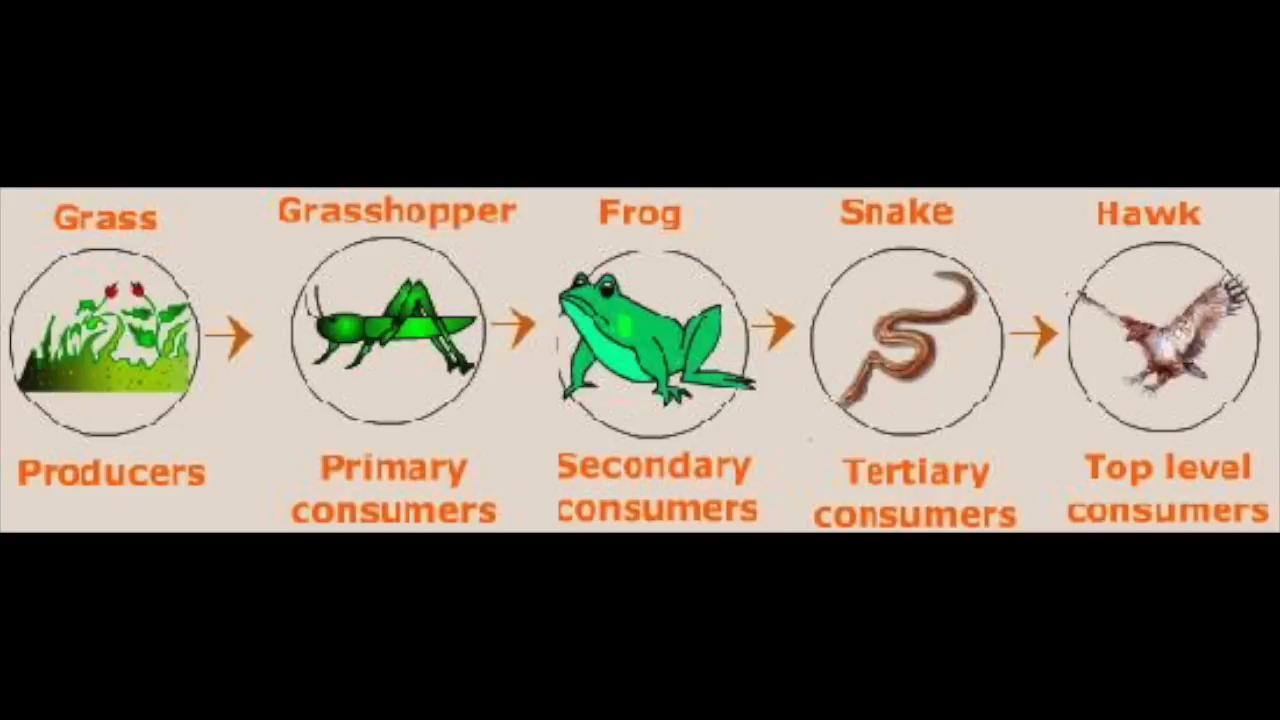 Grass
Grasshopper
Frog
Snake
Hawk
Producers
Primary
consumers
Secondary
consumers
Tertiary
consumers
Top level
consumers